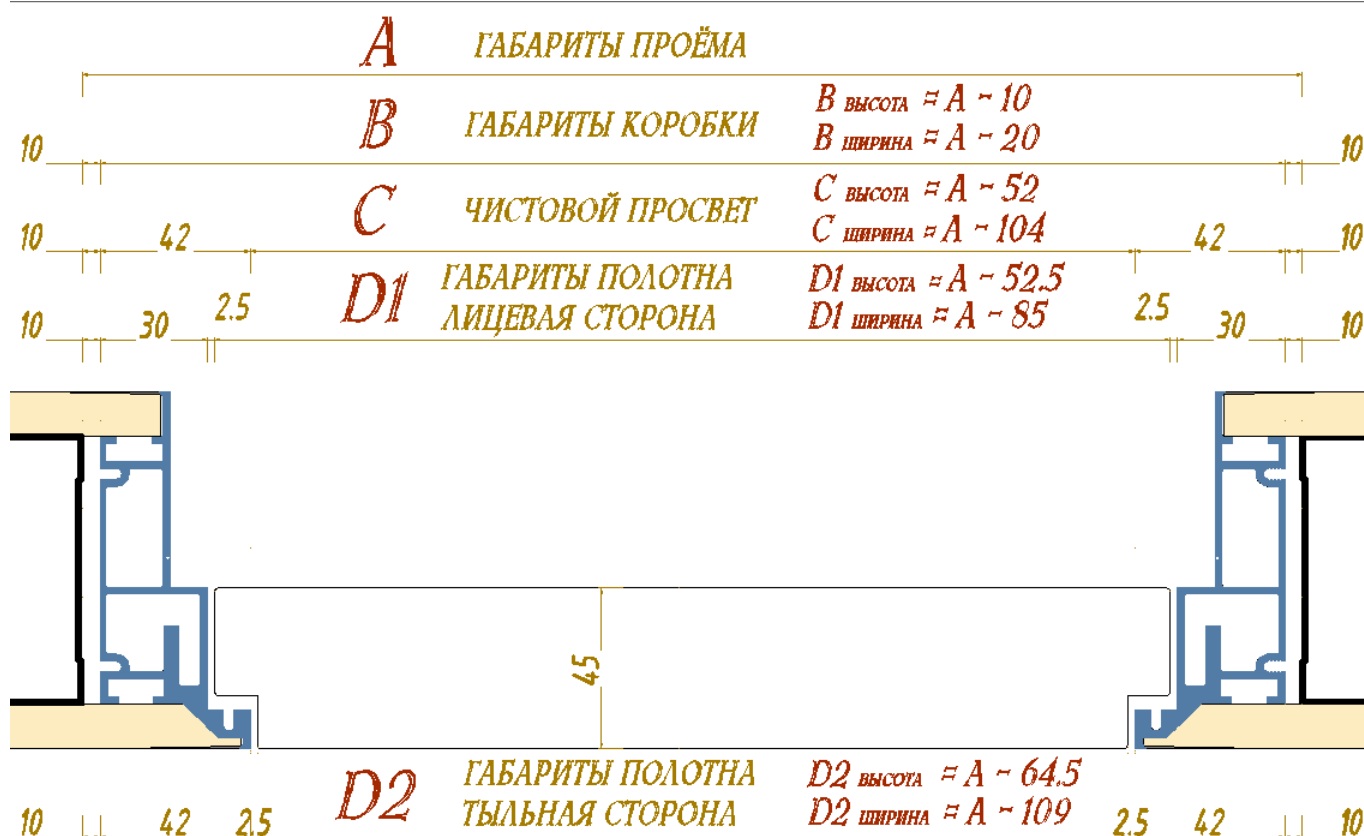 A ГАБАРИТЫ ПРОЁМА
B ГАБАРИТЫ КОРОБКИ
B ВЫСОТА = A - 10
B ШИРИНА = A - 20
10 10
C ЧИСТОВОЙ ПРОСВЕТ
C ВЫСОТА = A - 52
C ШИРИНА = A - 104
10 42 42 10
D1 ГАБАРИТЫ ПОЛОТНА
ЛИЦЕВАЯ СТОРОНА
D1 ВЫСОТА = A - 52.5
D1 ШИРИНА = A - 85
10 30 2.5 2.5 30 10
45
D2 ГАБАРИТЫ ПОЛОТНА
ТЫЛЬНАЯ СТОРОНА
D2 ВЫСОТА = A - 64.5
D2 ШИРИНА = A - 109
10 42 2.5 2.5 42 10